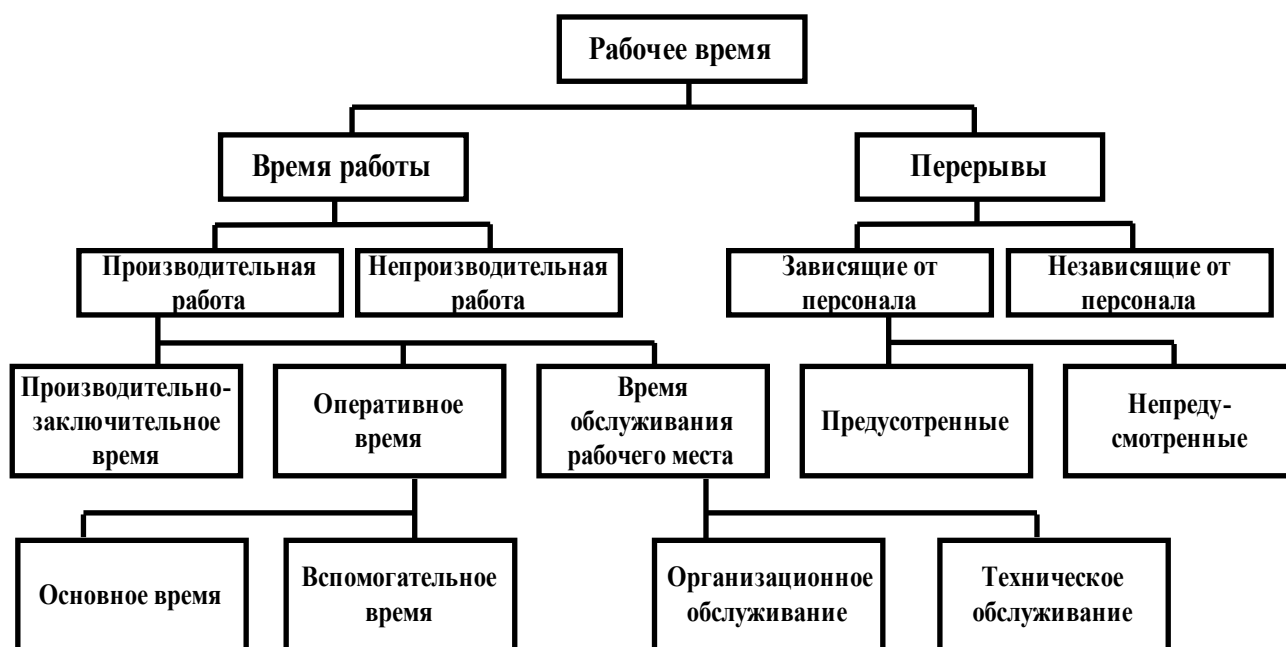 Рабочее время
Время работы
Перерывы
Производительная
работа
Непроизводительная
работа
Зависящие от
персонала
Независящие от
персонала
Производительно-
заключительное
время
Оперативное
время
Время
обслуживания
рабочего места
Предусотренные
Непреду-
смотренные
Основное время
Вспомогательное
время
Организационное
обслуживание
Техническое
обслуживание